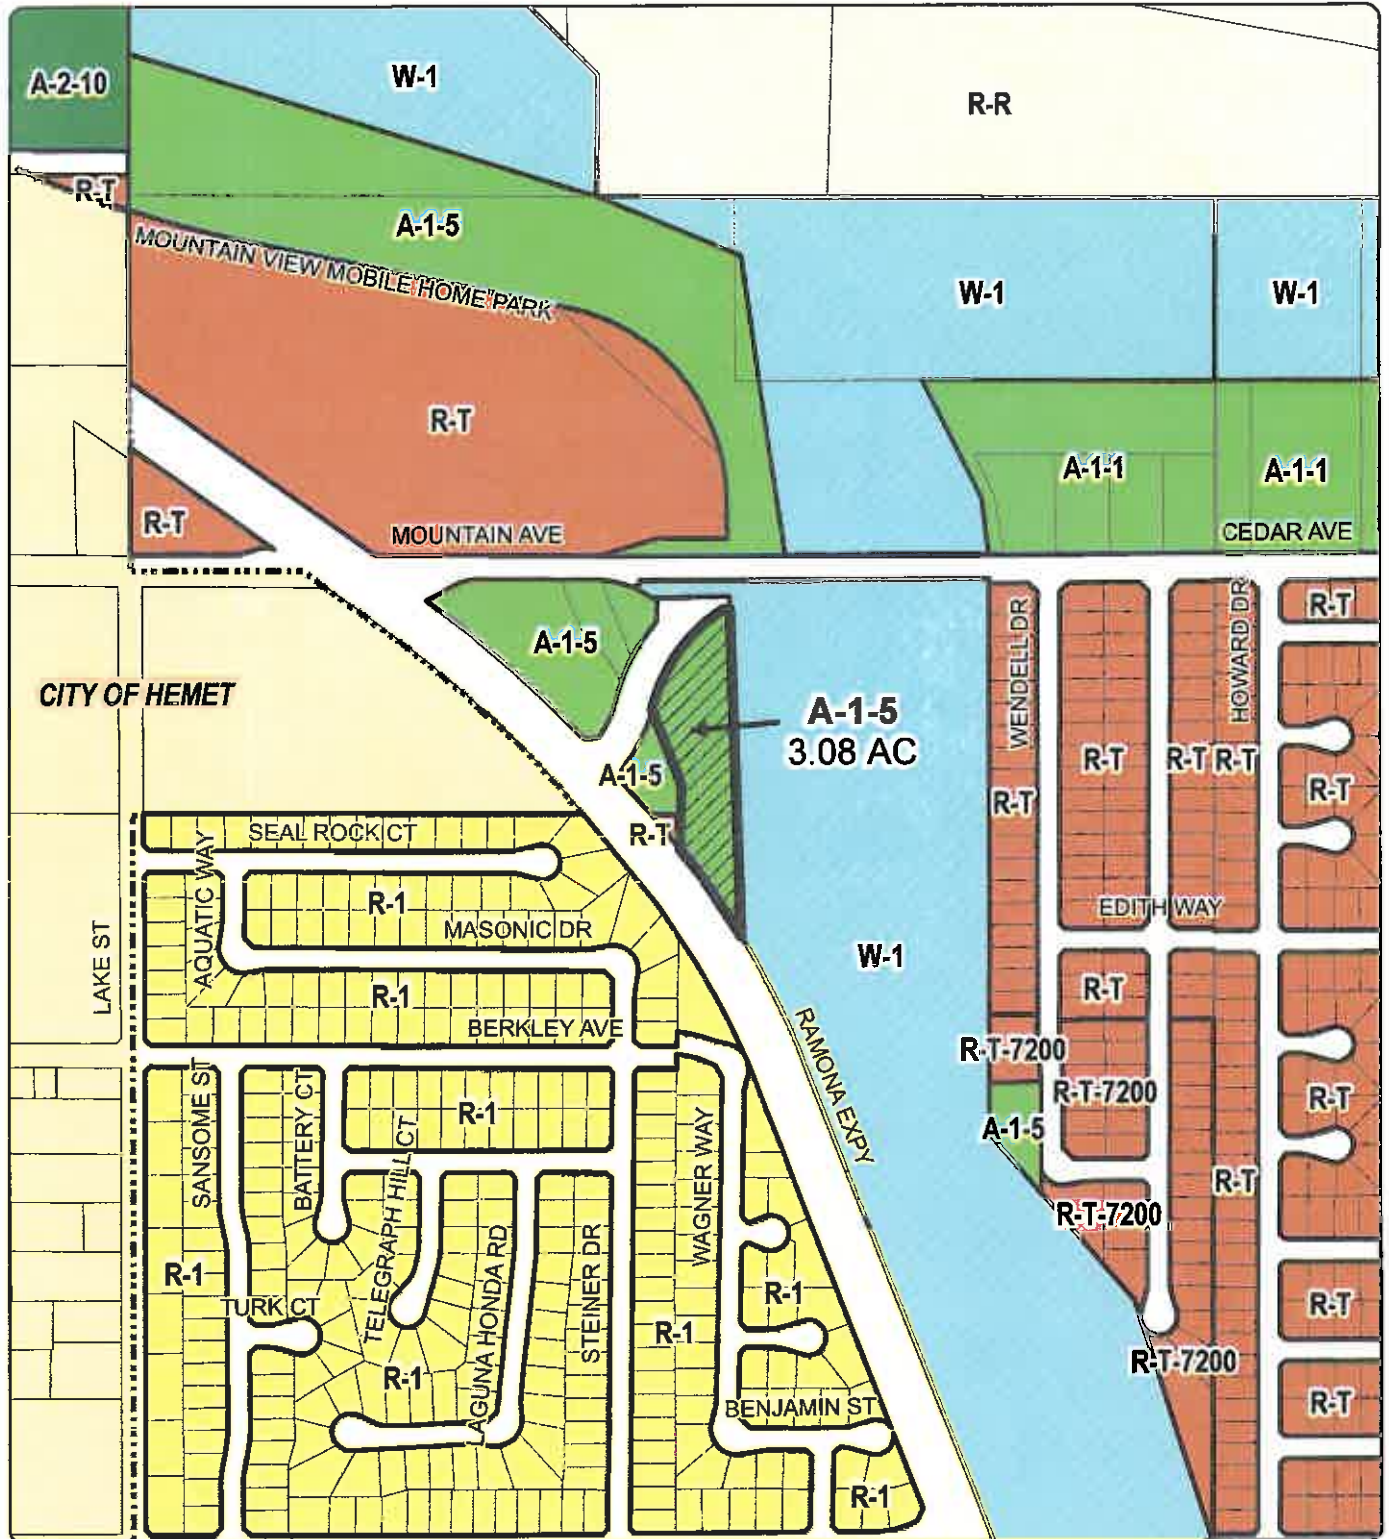 W-1
A-2-10
R-R
R-T
A-1-5
MOUNTAIN VIEW MOBILE HOME PARK
W-1
W-1
R-T
A-1-1
A-1-1
R-T
MOUNTAIN AVE
CEDAR AVE
R-T
A-1-5
WENDELL DR
HOWARD DR
CITY OF HEMET
A-1-5
3.08 AC
R-T
R-T
R-T
A-1-5
R-T
R-T
SEAL ROCK CT
R-T
AQUATIC WAY
R-1
EDITH WAY
MASONIC DR
LAKE ST
W-1
R-1
R-T
BERKLEY AVE
RAMONA EXPY
R-T-7200
SANSOME ST
BATTERY CT
R-T-7200
R-T
R-1
TELEGRAPH HILL CT
WAGNER WAY
A-1-5
R-T
R-T-7200
R-1
LAGUNA HONDA RD
STEINER DR
R-1
TURK CT
R-T
R-1
R-T-7200
R-1
R-T
BENJAMIN ST
R-1